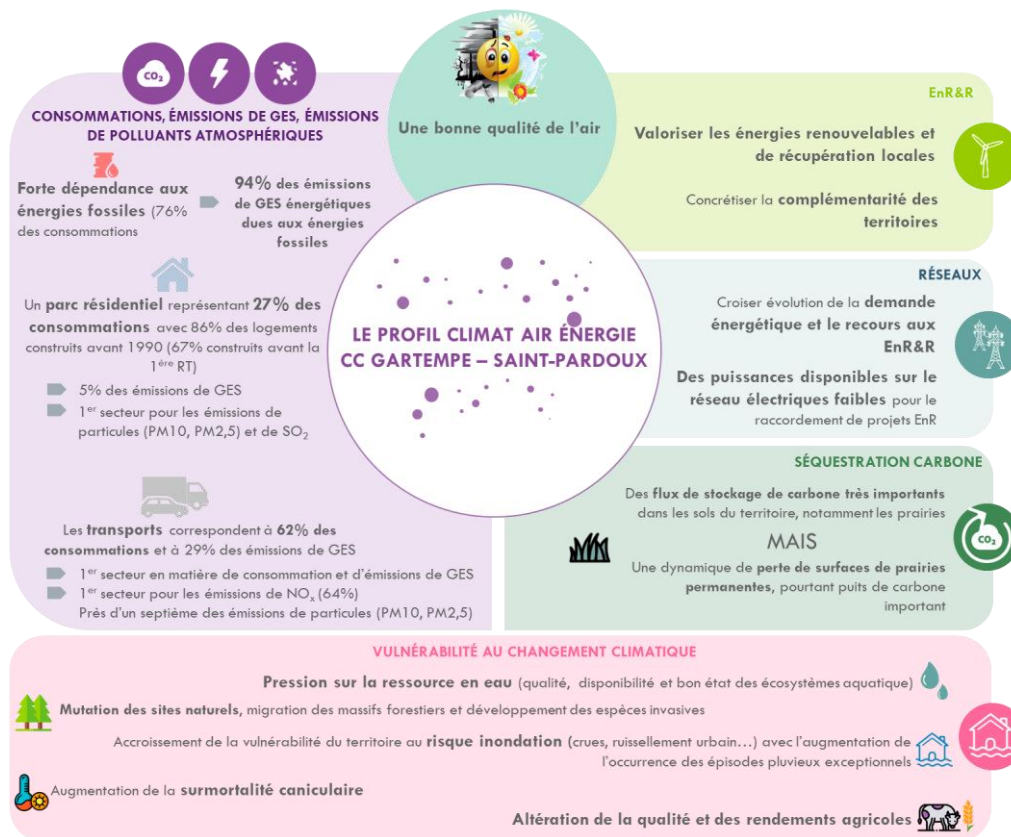 CO₂
CONSOMMATIONS, ÉMISSIONS DE GES, ÉMISSIONS
DE POLLUANTS ATMOSPHÉRIQUES
Forte dépendance aux
énergies fossiles (76%
des consommations
94% des émissions
de GES énergétiques
dues aux énergies
fossiles
Un parc résidentiel représentant 27% des
consommations avec 86% des logements
construits avant 1990 (67% construits avant la
1ère RT)
5% des émissions de GES
1er secteur pour les émissions de
particules (PM10, PM2,5) et de SO₂
Les transports correspondent à 62% des
consommations et à 29% des émissions de GES
1er secteur en matière de consommation et d'émissions de GES
1er secteur pour les émissions de NOₓ (64%)
Près d'un septième des émissions de particules (PM10, PM2,5)
Une bonne qualité de l'air
LE PROFIL CLIMAT AIR ÉNERGIE
CC GARTEMPE – SAINT-PARDOUX
EnR&R
Valoriser les énergies renouvelables et
de récupération locales
Concrétiser la complémentarité des
territoires
RÉSEAUX
Croiser évolution de la demande
énergétique et le recours aux
EnR&R
Des puissances disponibles sur le
réseau électriques faibles pour le
raccordement de projets EnR
SÉQUESTRATION CARBONE
Des flux de stockage de carbone très importants
dans les sols du territoire, notamment les prairies
MAIS
CO₂
Une dynamique de perte de surfaces de prairies
permanentes, pourtant puits de carbone
important
VULNÉRABILITÉ AU CHANGEMENT CLIMATIQUE
Pression sur la ressource en eau (qualité, disponibilité et bon état des écosystèmes aquatique)
Mutation des sites naturels, migration des massifs forestiers et développement des espèces invasives
Accroissement de la vulnérabilité du territoire au risque inondation (crues, ruissellement urbain…) avec l'augmentation de
l'occurrence des épisodes pluvieux exceptionnels
Augmentation de la surmortalité caniculaire
Altération de la qualité et des rendements agricoles